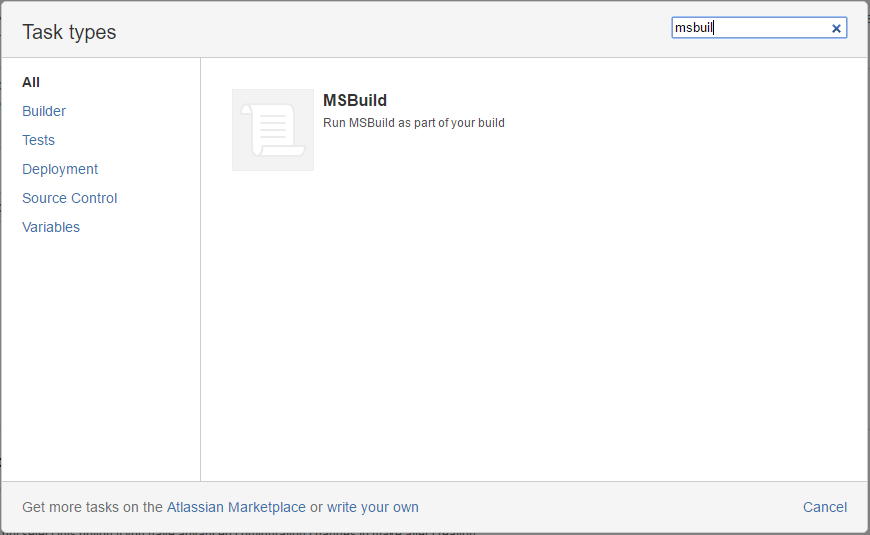 Task types
msbuil
All
Builder
Tests
Deployment
Source Control
Variables
MSBuild
Run MSBuild as part of your build
Get more tasks on the Atlassian Marketplace or write your own
Cancel